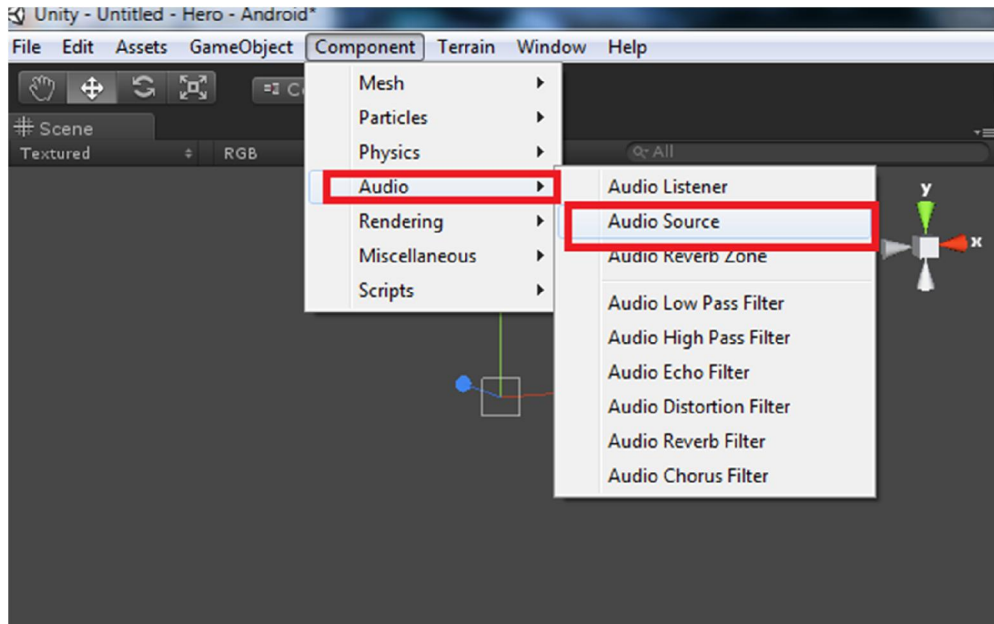 Unity - Untitled - Hero - Android*
File Edit Assets GameObject Component Terrain Window Help
Mesh
Particles
# Scene
Textured RGB
Physics
All
Audio
Audio Listener
y
Rendering
Audio Source
x
Miscellaneous
Audio Reverb Zone
Scripts
Audio Low Pass Filter
Audio High Pass Filter
Audio Echo Filter
Audio Distortion Filter
Audio Reverb Filter
Audio Chorus Filter